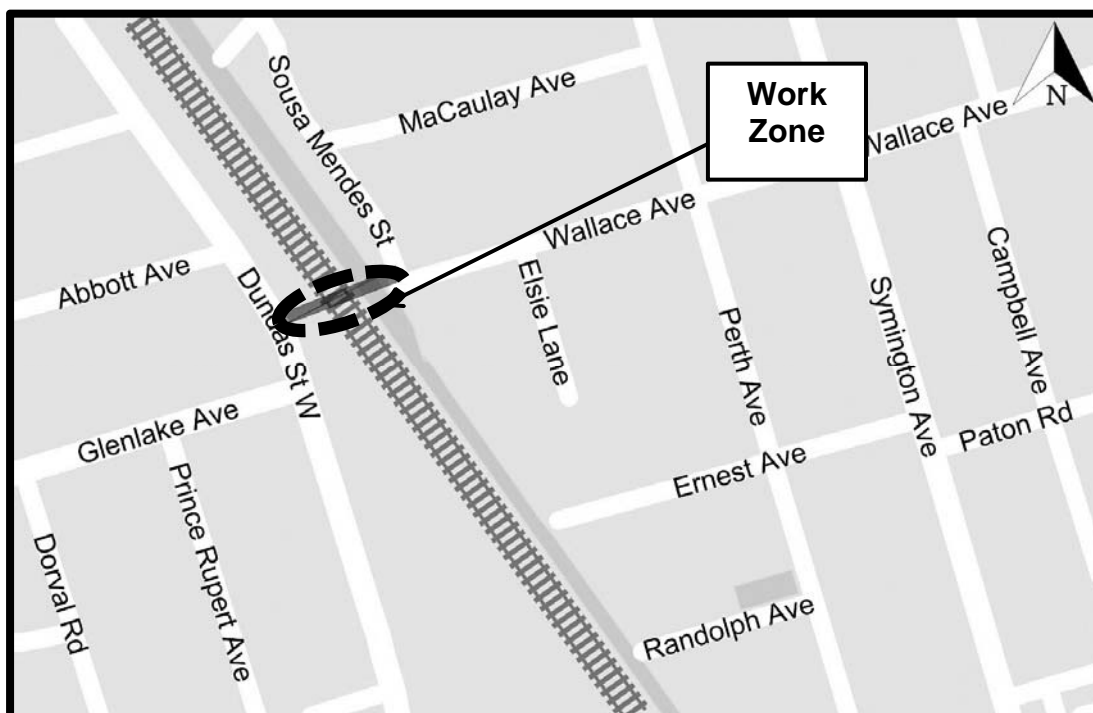 Sousa Mendes St
MaCaulay Ave
Work
Zone
N
Wallace Ave
Wallace Ave
Abbott Ave
Dundas St W
Elsie Lane
Perth Ave
Symington Ave
Campbell Ave
Glenlake Ave
Prince Rupert Ave
Dorval Rd
Ernest Ave
Paton Rd
Randolph Ave